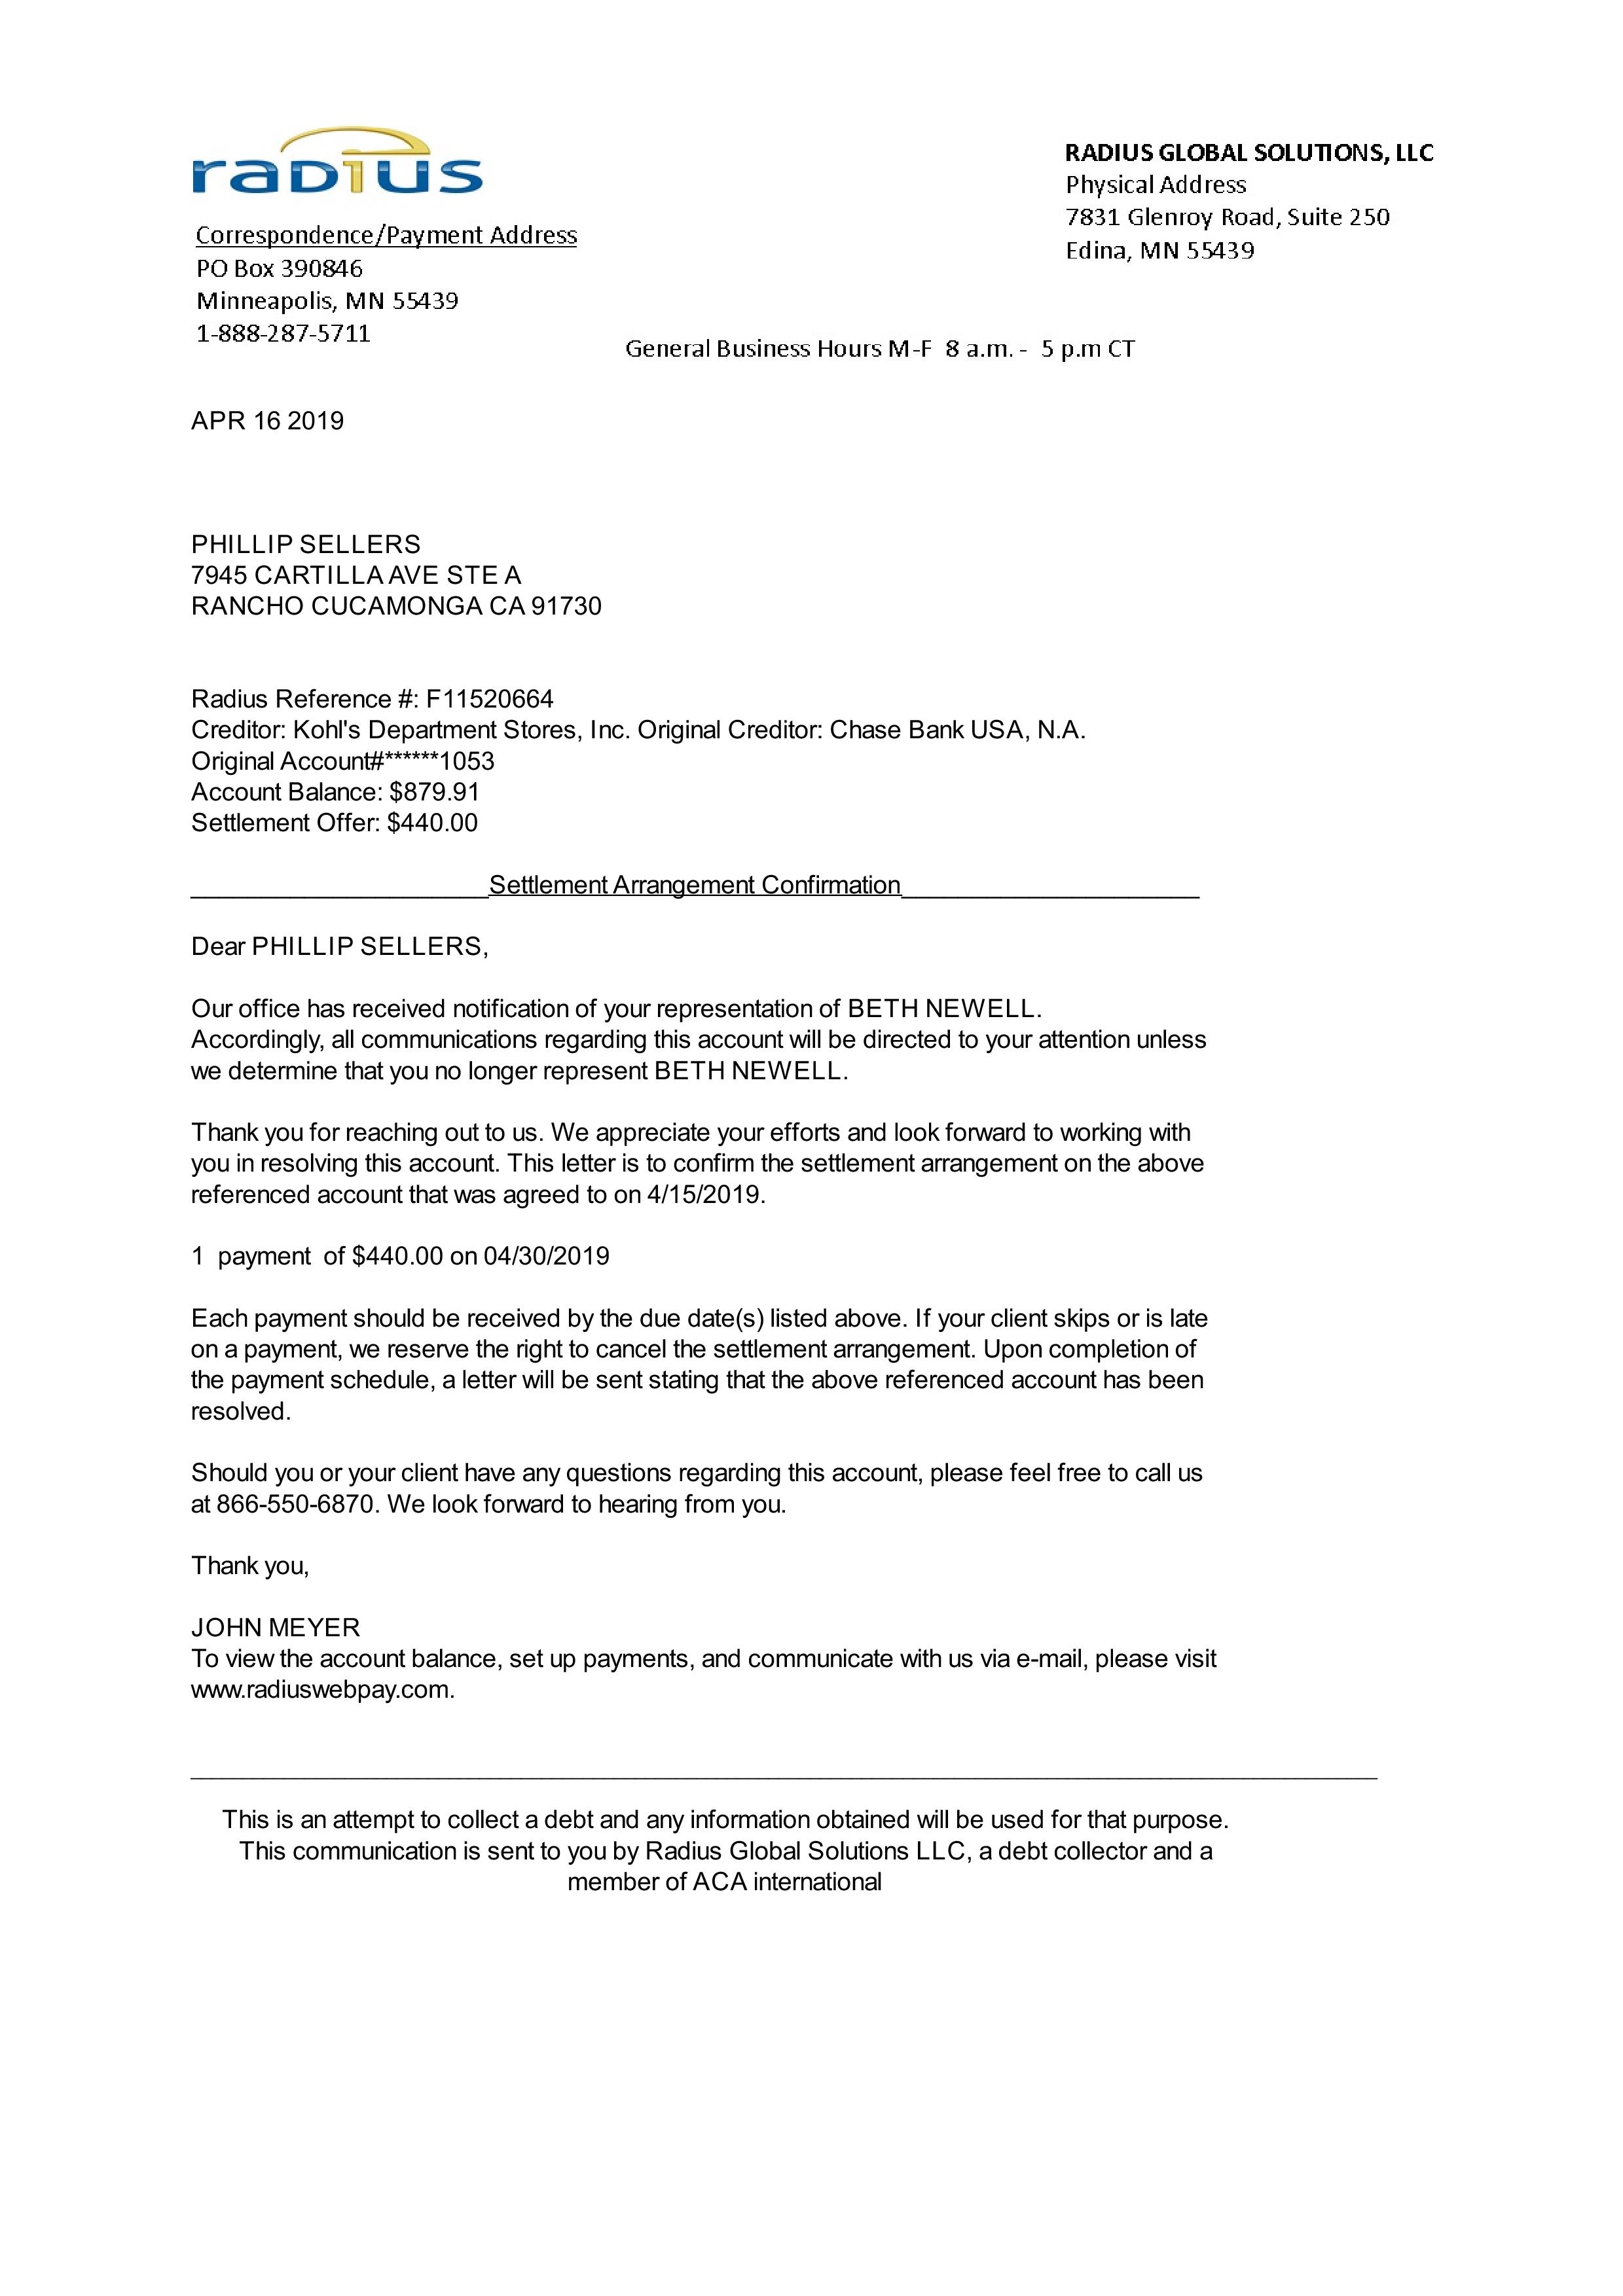 radius
RADIUS GLOBAL SOLUTIONS, LLC
Physical Address
7831 Glenroy Road, Suite 250
Edina, MN 55439
Correspondence/Payment Address
PO Box 390846
Minneapolis, MN 55439
1-888-287-5711
General Business Hours M-F 8 a.m. - 5 p.m CT
APR 16 2019
PHILLIP SELLERS
7945 CARTILLA AVE STE A
RANCHO CUCAMONGA CA 91730
Radius Reference #: F11520664
Creditor: Kohl's Department Stores, Inc. Original Creditor: Chase Bank USA, N.A.
Original Account#******1053
Account Balance: $879.91
Settlement Offer: $440.00
Settlement Arrangement Confirmation
Dear PHILLIP SELLERS,
Our office has received notification of your representation of BETH NEWELL.
Accordingly, all communications regarding this account will be directed to your attention unless
we determine that you no longer represent BETH NEWELL.
Thank you for reaching out to us. We appreciate your efforts and look forward to working with
you in resolving this account. This letter is to confirm the settlement arrangement on the above
referenced account that was agreed to on 4/15/2019.
1 payment of $440.00 on 04/30/2019
Each payment should be received by the due date(s) listed above. If your client skips or is late
on a payment, we reserve the right to cancel the settlement arrangement. Upon completion of
the payment schedule, a letter will be sent stating that the above referenced account has been
resolved.
Should you or your client have any questions regarding this account, please feel free to call us
at 866-550-6870. We look forward to hearing from you.
Thank you,
JOHN MEYER
To view the account balance, set up payments, and communicate with us via e-mail, please visit
www.radiuswebpay.com.
This is an attempt to collect a debt and any information obtained will be used for that purpose.
This communication is sent to you by Radius Global Solutions LLC, a debt collector and a
member of ACA international